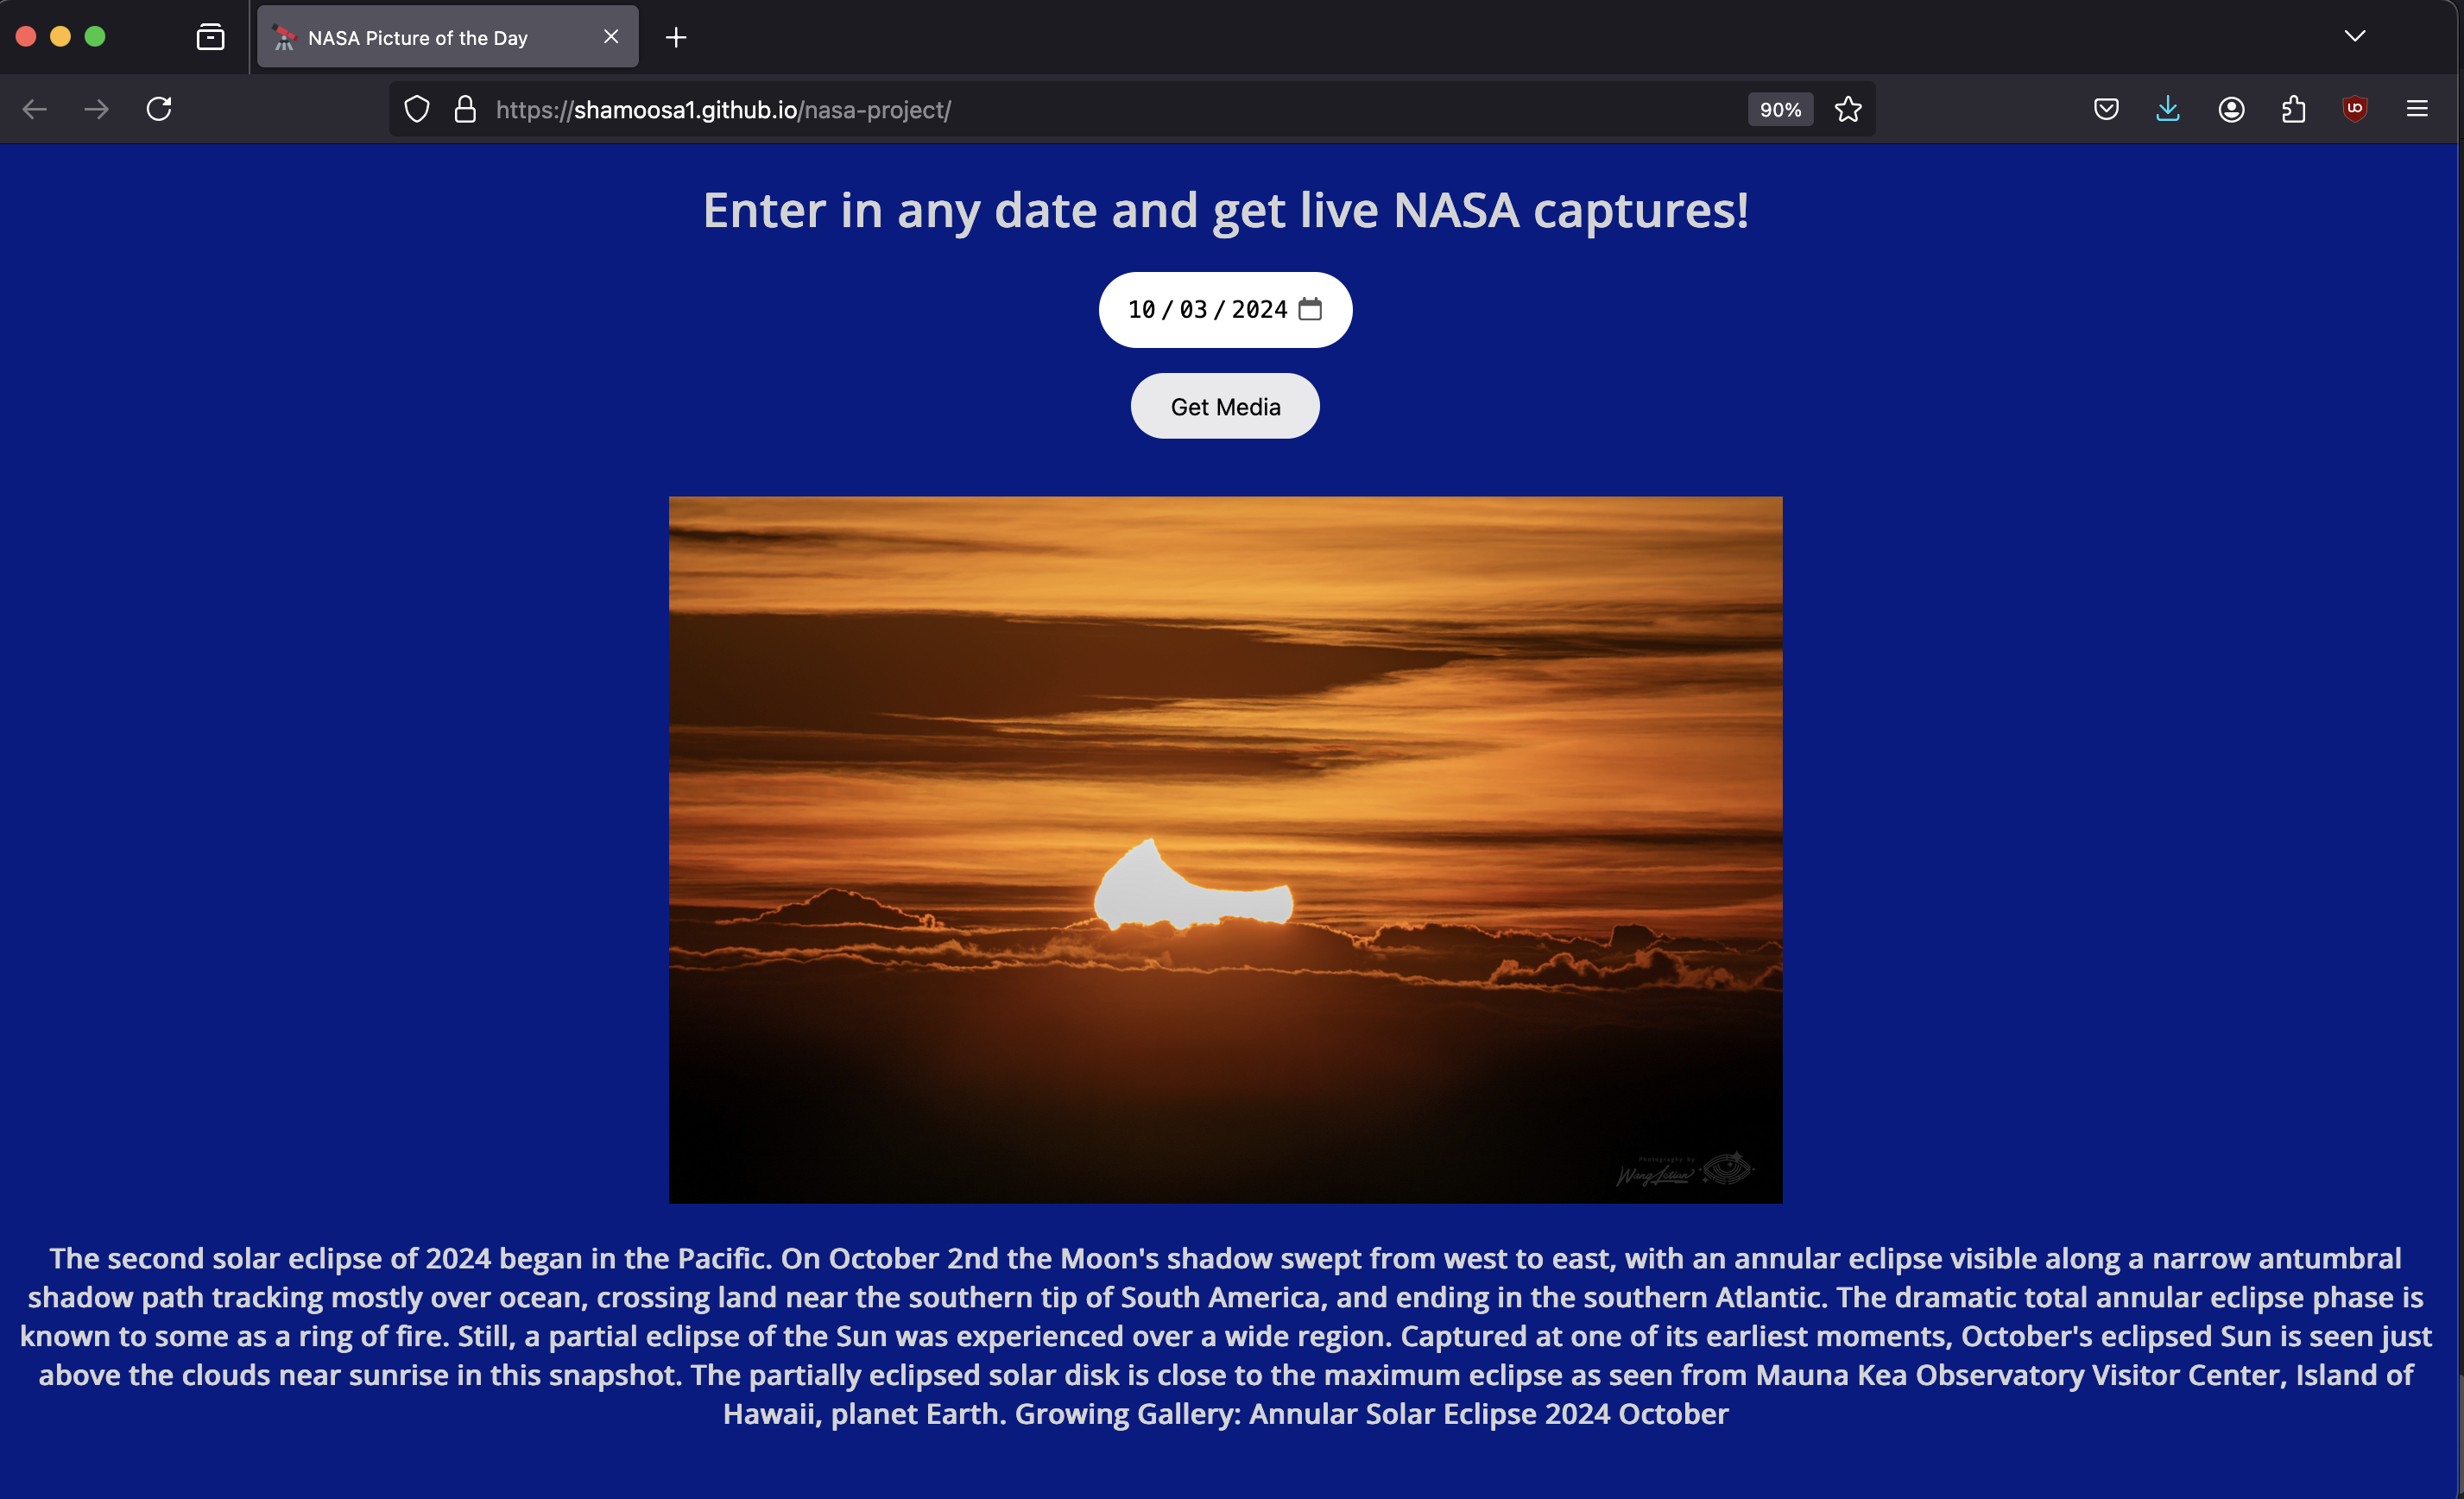 NASA Picture of the Day
https://shamoosa1.github.io/nasa-project/
90%
Enter in any date and get live NASA captures!
10/03/2024
Get Media
Photography by
Wang Letian
The second solar eclipse of 2024 began in the Pacific. On October 2nd the Moon's shadow swept from west to east, with an annular eclipse visible along a narrow antumbral
shadow path tracking mostly over ocean, crossing land near the southern tip of South America, and ending in the southern Atlantic. The dramatic total annular eclipse phase is
known to some as a ring of fire. Still, a partial eclipse of the Sun was experienced over a wide region. Captured at one of its earliest moments, October's eclipsed Sun is seen just
above the clouds near sunrise in this snapshot. The partially eclipsed solar disk is close to the maximum eclipse as seen from Mauna Kea Observatory Visitor Center, Island of
Hawaii, planet Earth. Growing Gallery: Annular Solar Eclipse 2024 October